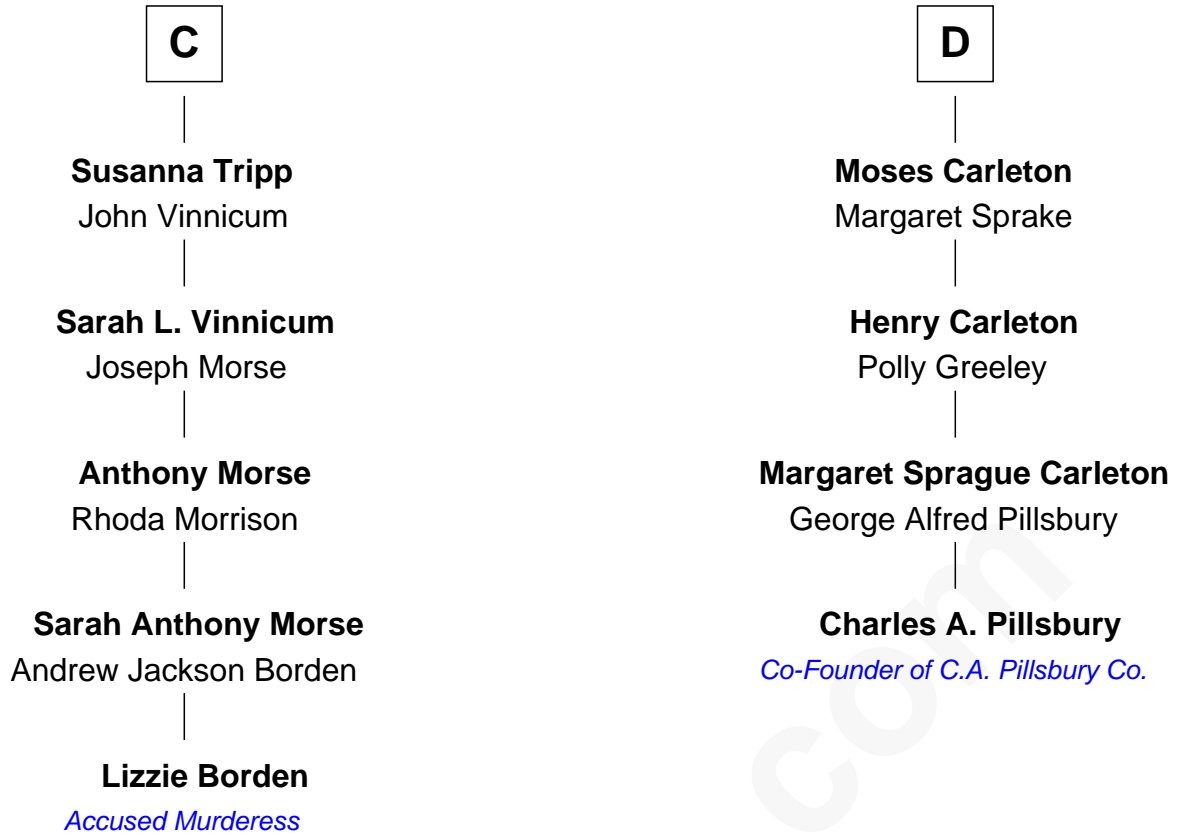 C
Susanna Tripp
John Vinnicum
Sarah L. Vinnicum
Joseph Morse
Anthony Morse
Rhoda Morrison
Sarah Anthony Morse
Andrew Jackson Borden
Lizzie Borden
Accused Murderess
D
Moses Carleton
Margaret Sprake
Henry Carleton
Polly Greeley
Margaret Sprague Carleton
George Alfred Pillsbury
Charles A. Pillsbury
Co-Founder of C.A. Pillsbury Co.
com